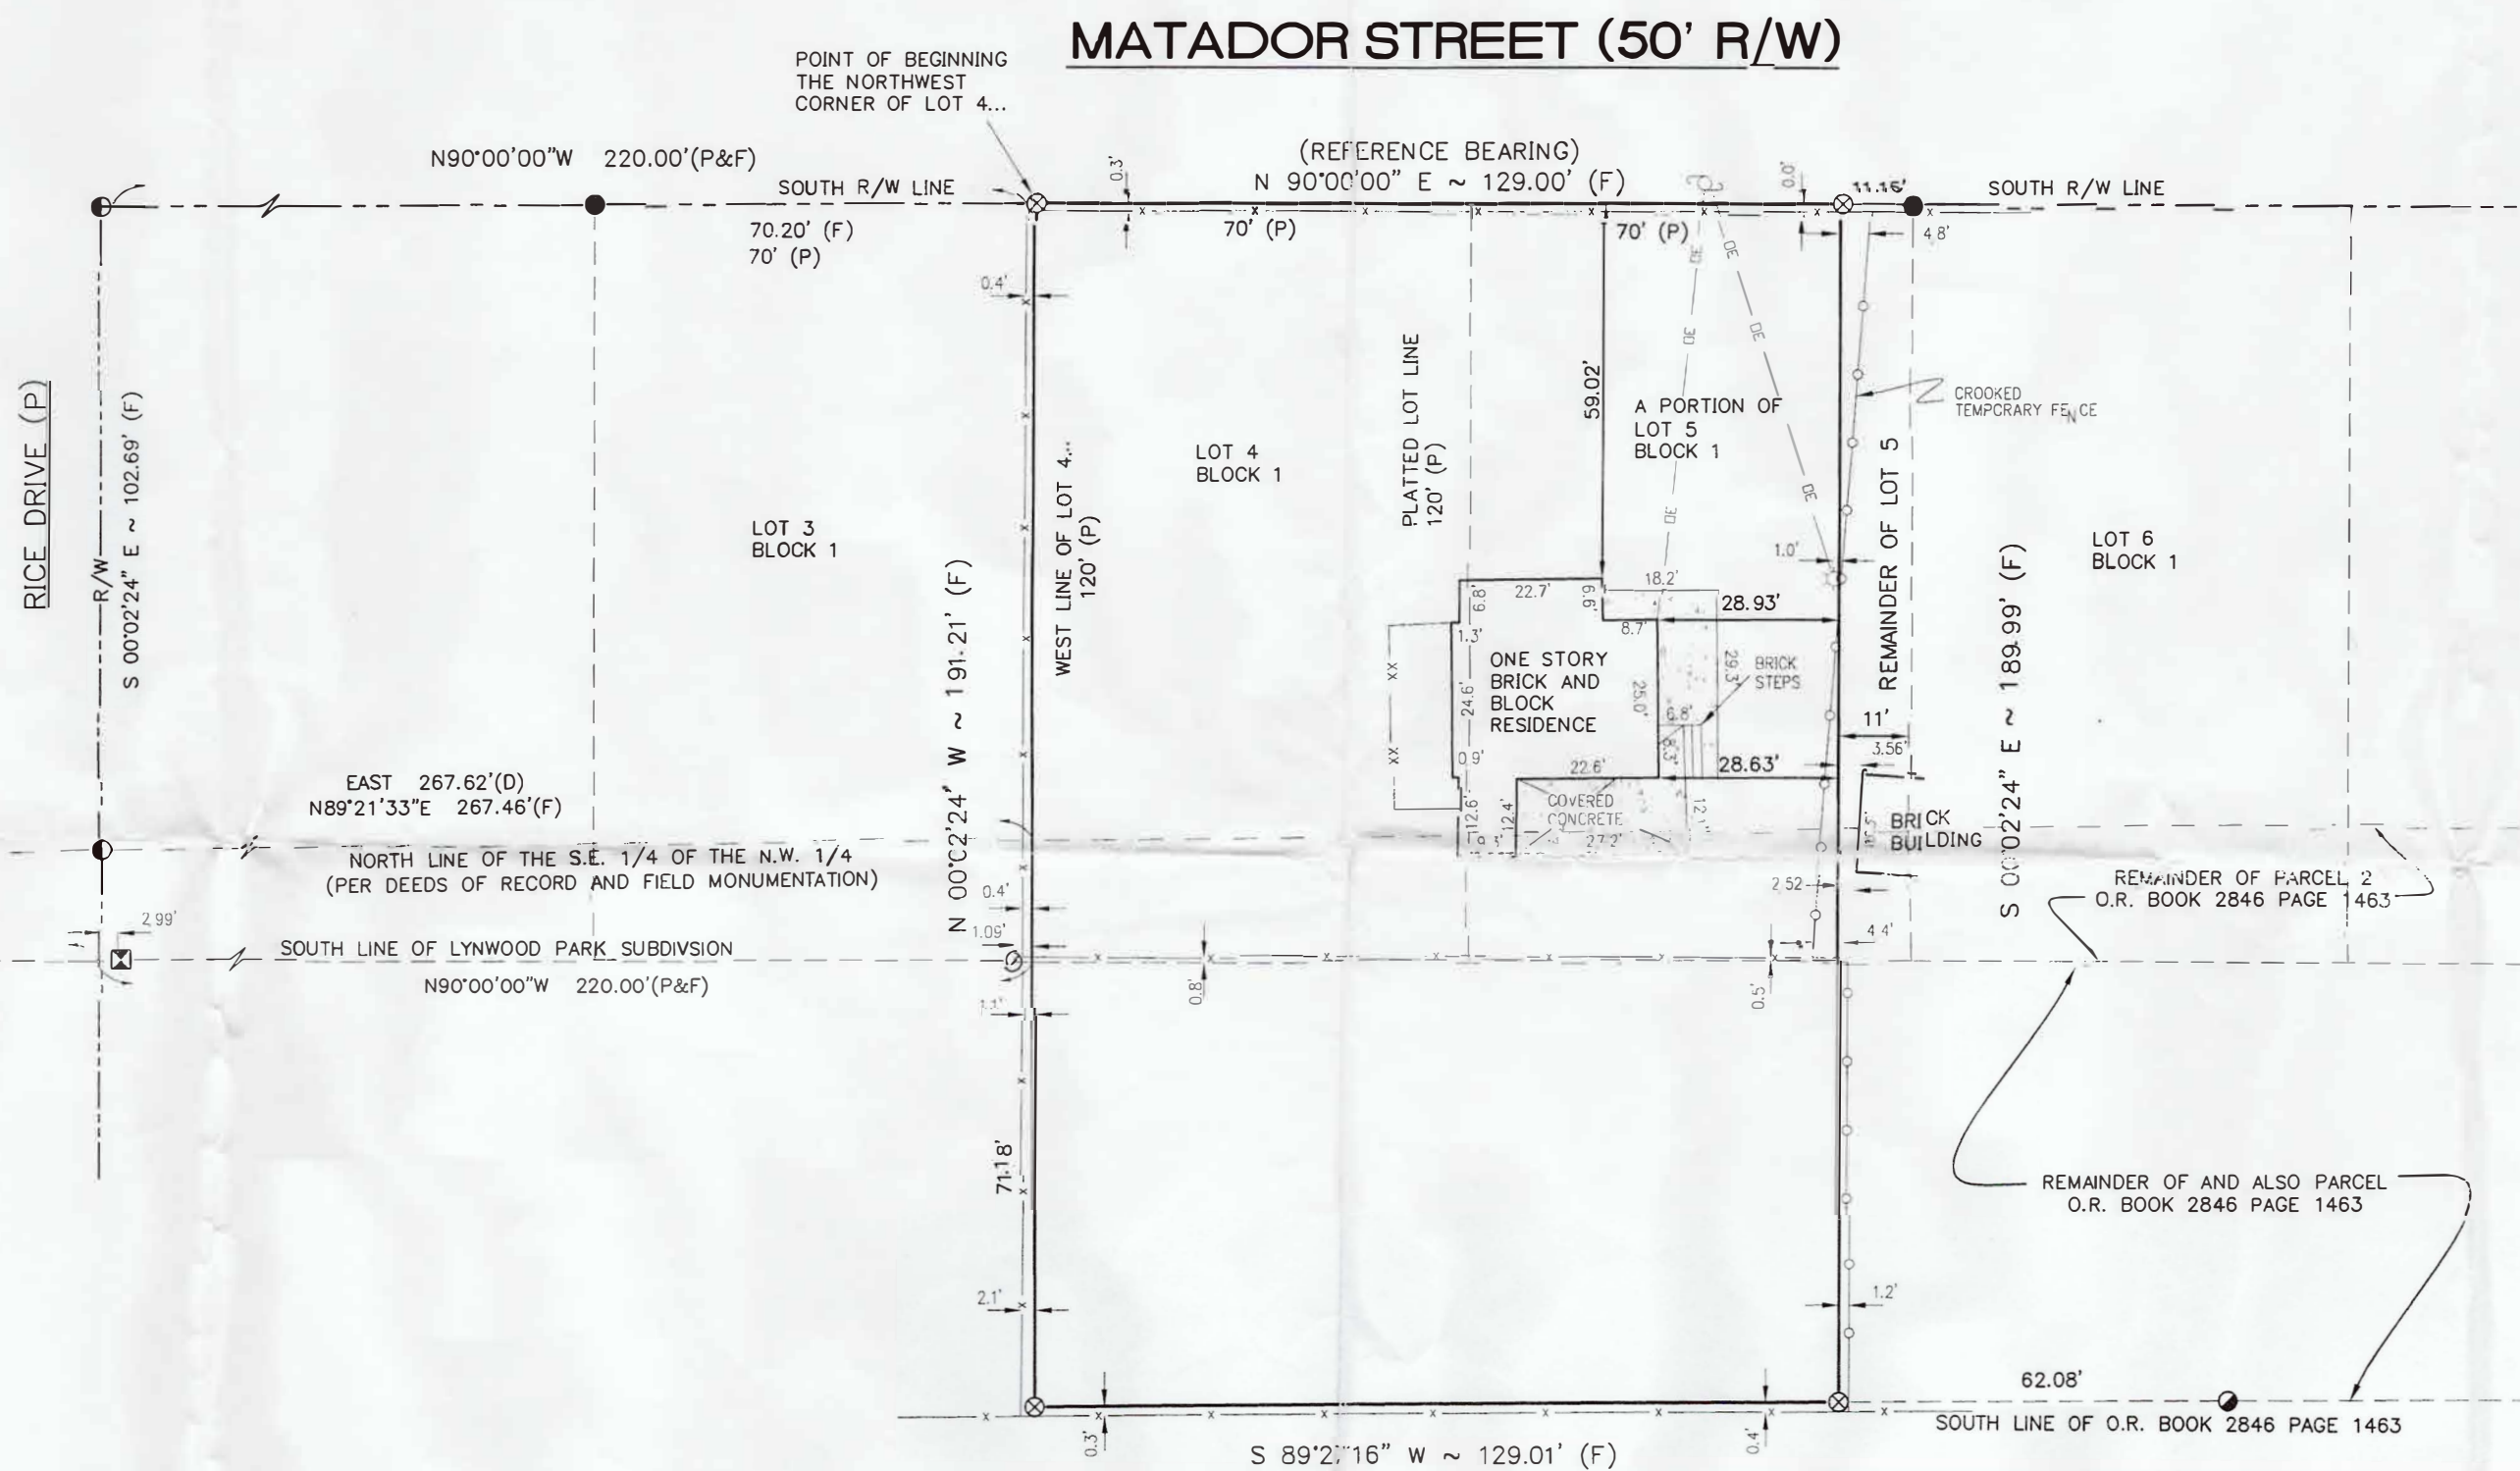 MATADOR STREET (50' R/W)
POINT OF BEGINNING
THE NORTHWEST
CORNER OF LOT 4...
N90°00'00"W 220.00'(P&F)
SOUTH R/W LINE
70.20' (F)
70' (P)
(REFERENCE BEARING)
N 90°00'00" E ~ 129.00' (F)
0.3'
70' (P)
70' (P)
0.0'
11.16'
4.8'
SOUTH R/W LINE
0.4'
RICE DRIVE (P)
R/W
S 00°02'24" E ~ 102.69' (F)
LOT 3
BLOCK 1
N 00°02'24" W ~ 191.21' (F)
WEST LINE OF LOT 4...
120' (P)
LOT 4
BLOCK 1
PLATTED LOT LINE
120' (P)
59.02'
A PORTION OF
LOT 5
BLOCK 1
CROOKED
TEMPORARY FENCE
REMAINDER OF LOT 5
S 00°02'24" E ~ 189.99' (F)
LOT 6
BLOCK 1
1.0'
18.2'
22.7'
6.8'
6.6'
28.93'
8.7'
1.3'
ONE STORY
BRICK AND
BLOCK
RESIDENCE
24.6'
25.0'
29.3'
BRICK
STEPS
6.8'
8.3'
11'
3.56'
0.9'
22.6'
28.63'
COVERED
CONCRETE
12.6'
12.4'
12.1'
27.2'
BRICK
BUILDING
EAST 267.62'(D)
N89°21'33"E 267.46'(F)
NORTH LINE OF THE S.E. 1/4 OF THE N.W. 1/4
(PER DEEDS OF RECORD AND FIELD MONUMENTATION)
2.99'
0.4'
1.09'
2.52
4.4'
REMAINDER OF PARCEL 2
O.R. BOOK 2846 PAGE 1463
SOUTH LINE OF LYNWOOD PARK SUBDIVSION
N90°00'00"W 220.00'(P&F)
0.8'
0.5'
71.18'
REMAINDER OF AND ALSO PARCEL
O.R. BOOK 2846 PAGE 1463
2.1'
1.2'
62.08'
SOUTH LINE OF O.R. BOOK 2846 PAGE 1463
0.3'
0.4'
S W ~ 129.01' (F)